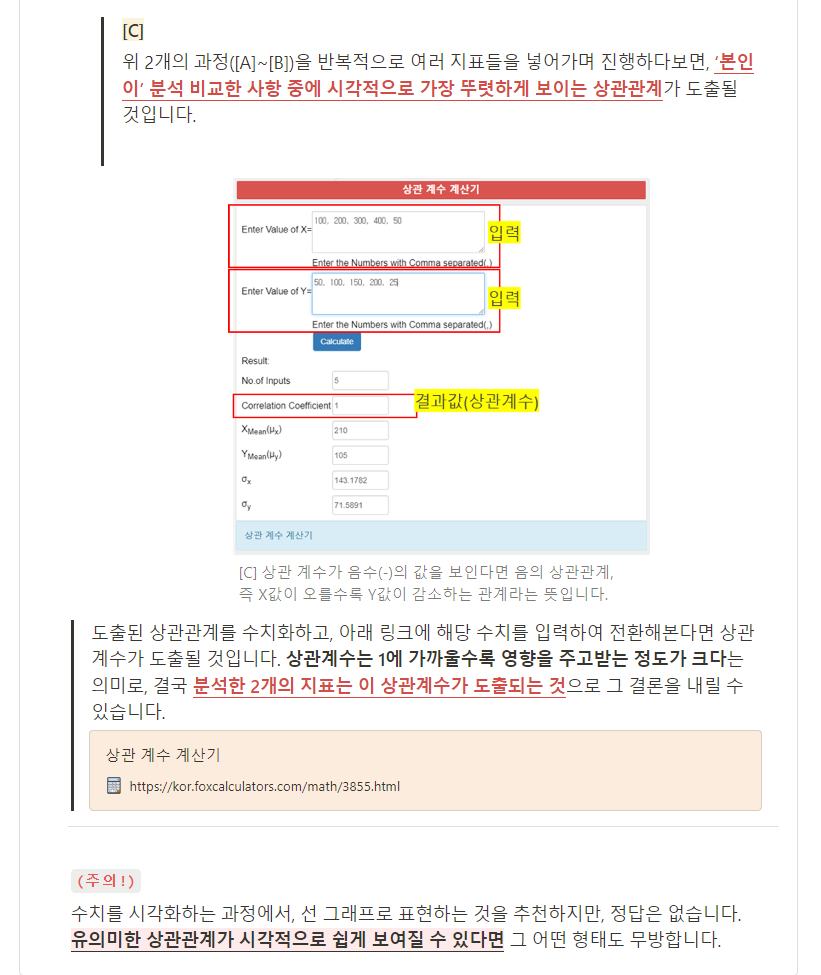 [C]
위 2개의 과정([A]~[B])을 반복적으로 여러 지표들을 넣어가며 진행하다보면, ‘본인
이’ 분석 비교한 사항 중에 시각적으로 가장 뚜렷하게 보이는 상관관계가 도출될
것입니다.
상관 계수 계산기
Enter Value of X= 100, 200, 300, 400, 50 입력
Enter the Numbers with Comma separated(,)
Enter Value of Y= 50, 100, 150, 200, 25 입력
Enter the Numbers with Comma separated(,)
Calculate
Result:
No.of Inputs 5
Correlation Coefficient 1 결과값(상관계수)
XMean(μx) 210
YMean(μy) 105
σx 143.1782
σy 71.5891
상관 계수 계산기
[C] 상관 계수가 음수(-)의 값을 보인다면 음의 상관관계,
즉 X값이 오를수록 Y값이 감소하는 관계라는 뜻입니다.
도출된 상관관계를 수치화하고, 아래 링크에 해당 수치를 입력하여 전환해본다면 상관
계수가 도출될 것입니다. 상관계수는 1에 가까울수록 영향을 주고받는 정도가 크다는
의미로, 결국 분석한 2개의 지표는 이 상관계수가 도출되는 것으로 그 결론을 내릴 수
있습니다.
상관 계수 계산기
https://kor.foxcalculators.com/math/3855.html
(주의!)
수치를 시각화하는 과정에서, 선 그래프로 표현하는 것을 추천하지만, 정답은 없습니다.
유의미한 상관관계가 시각적으로 쉽게 보여질 수 있다면 그 어떤 형태도 무방합니다.